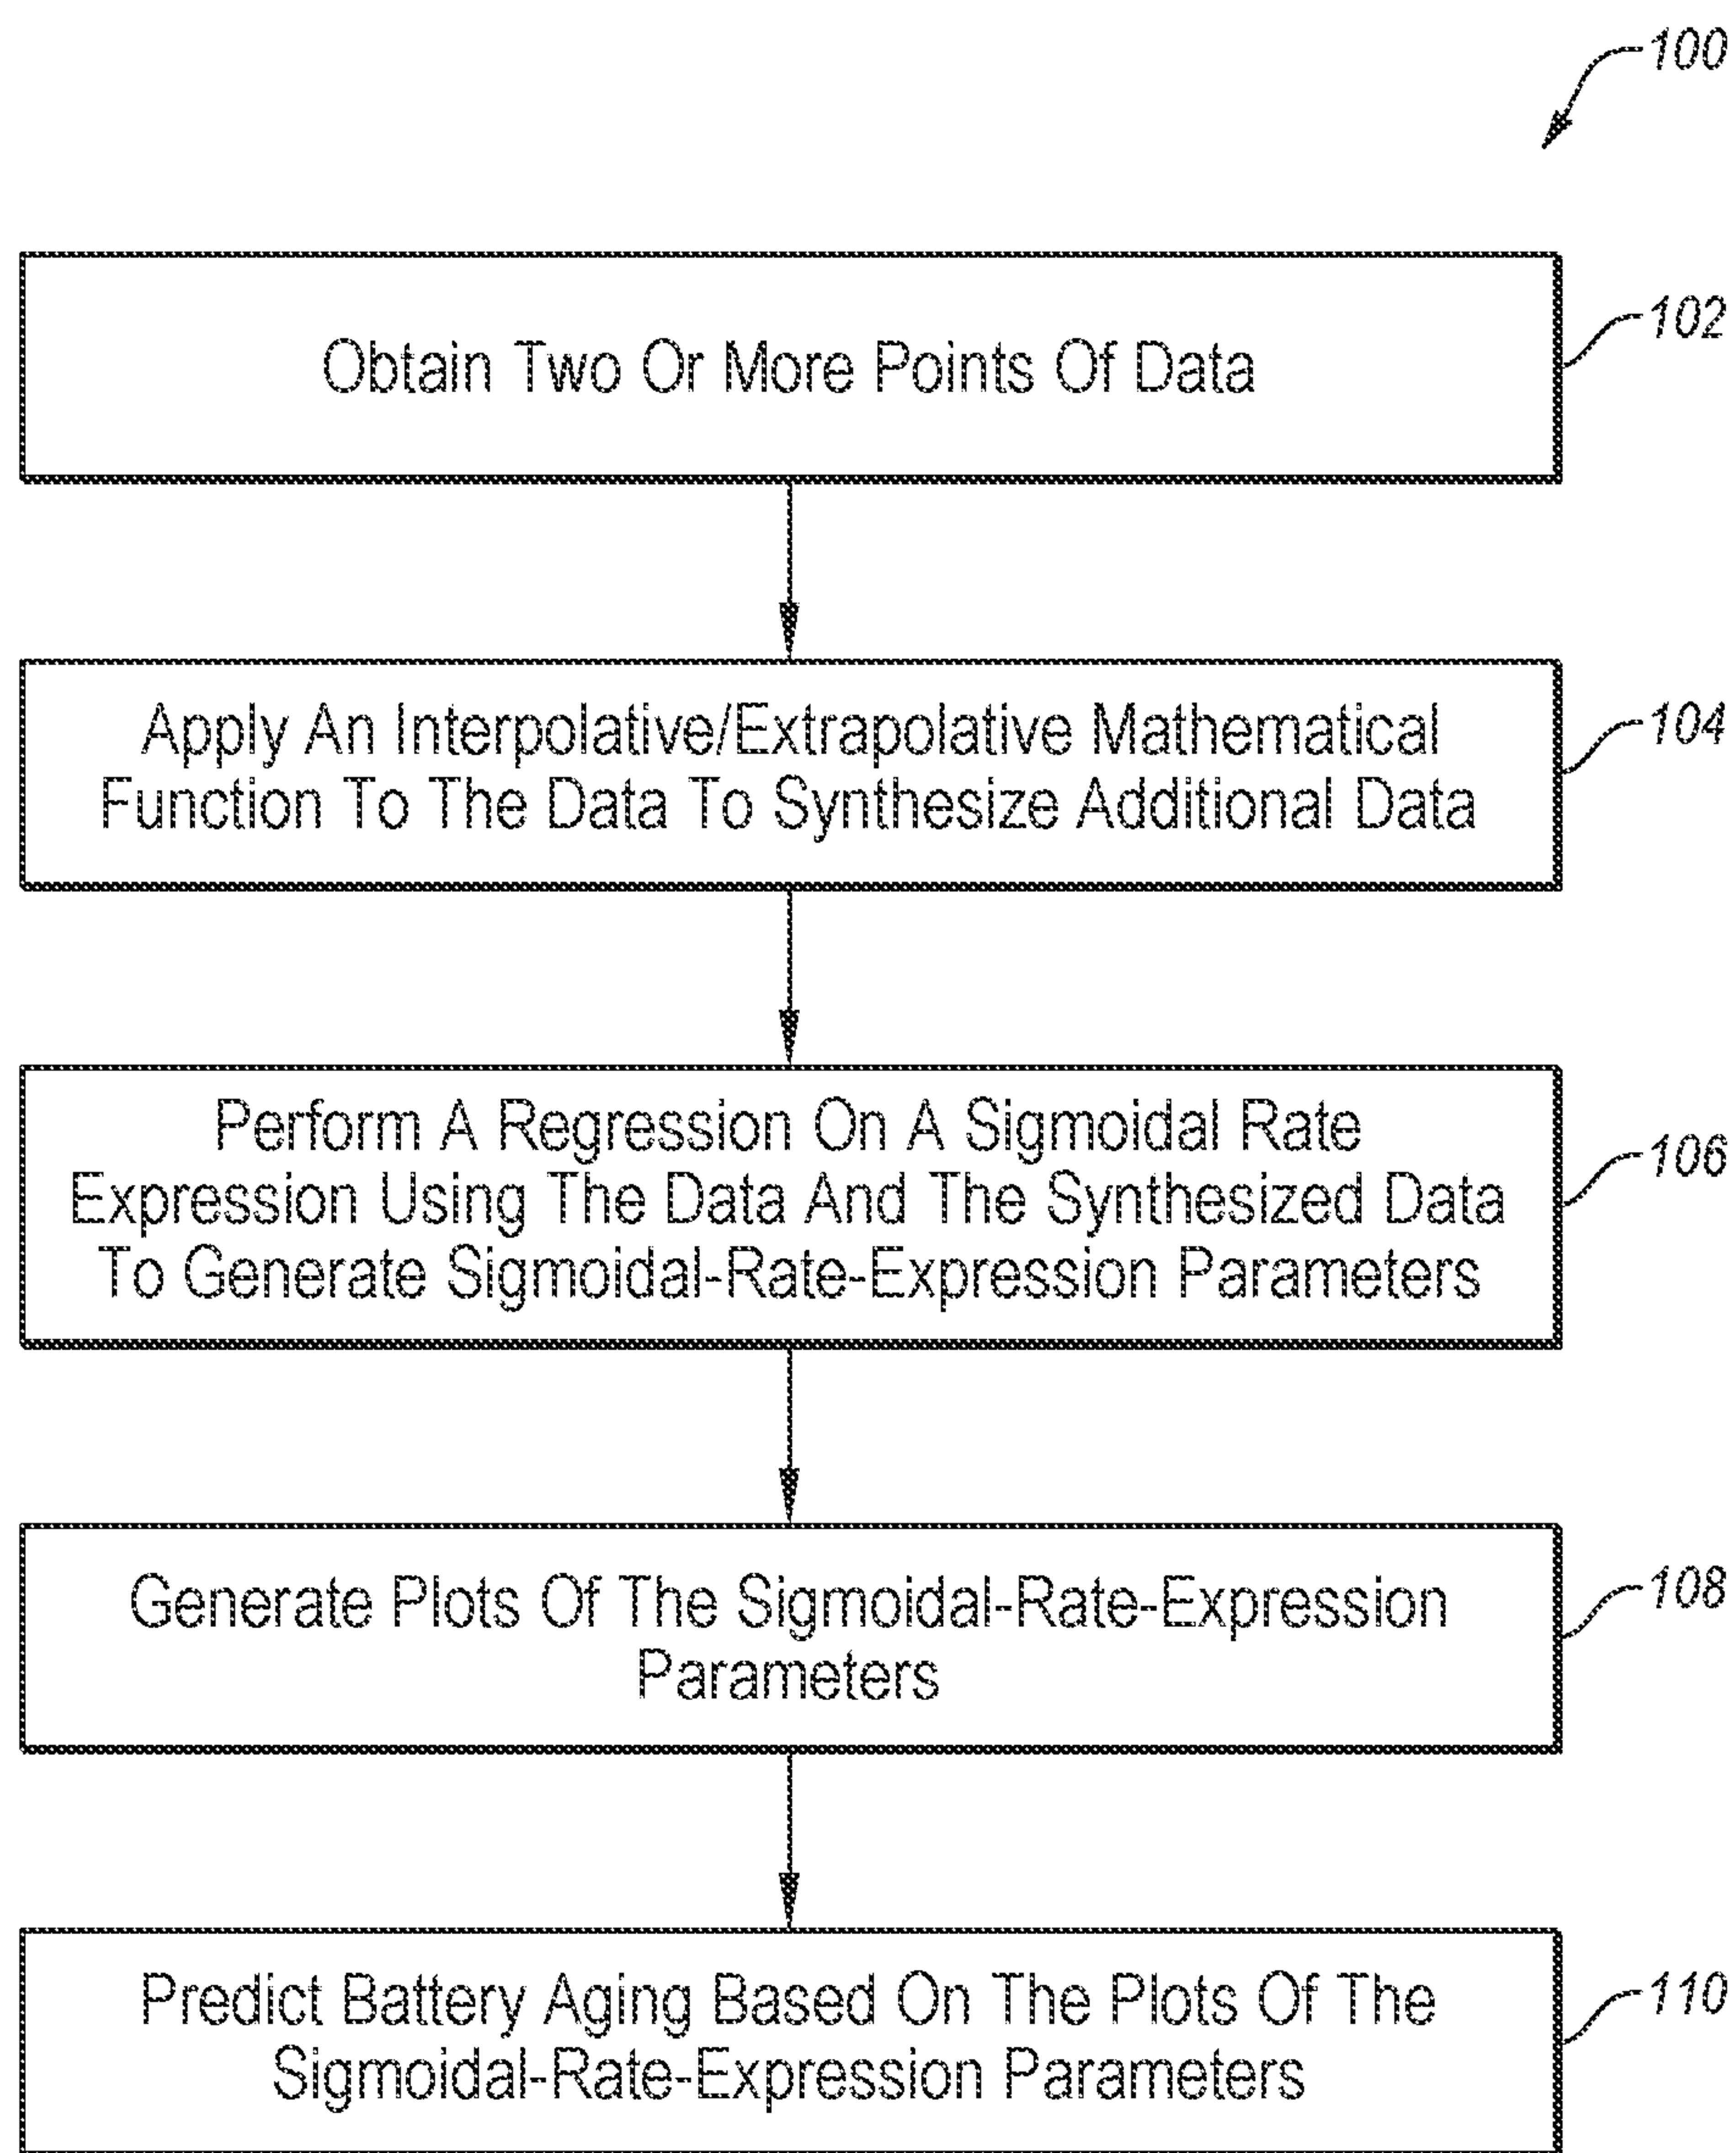 100
Obtain Two Or More Points Of Data
102
Apply An Interpolative/Extrapolative Mathematical
Function To The Data To Synthesize Additional Data
104
Perform A Regression On A Sigmoidal Rate
Expression Using The Data And The Synthesized Data
To Generate Sigmoidal-Rate-Expression Parameters
106
Generate Plots Of The Sigmoidal-Rate-Expression
Parameters
108
Predict Battery Aging Based On The Plots Of The
Sigmoidal-Rate-Expression Parameters
110